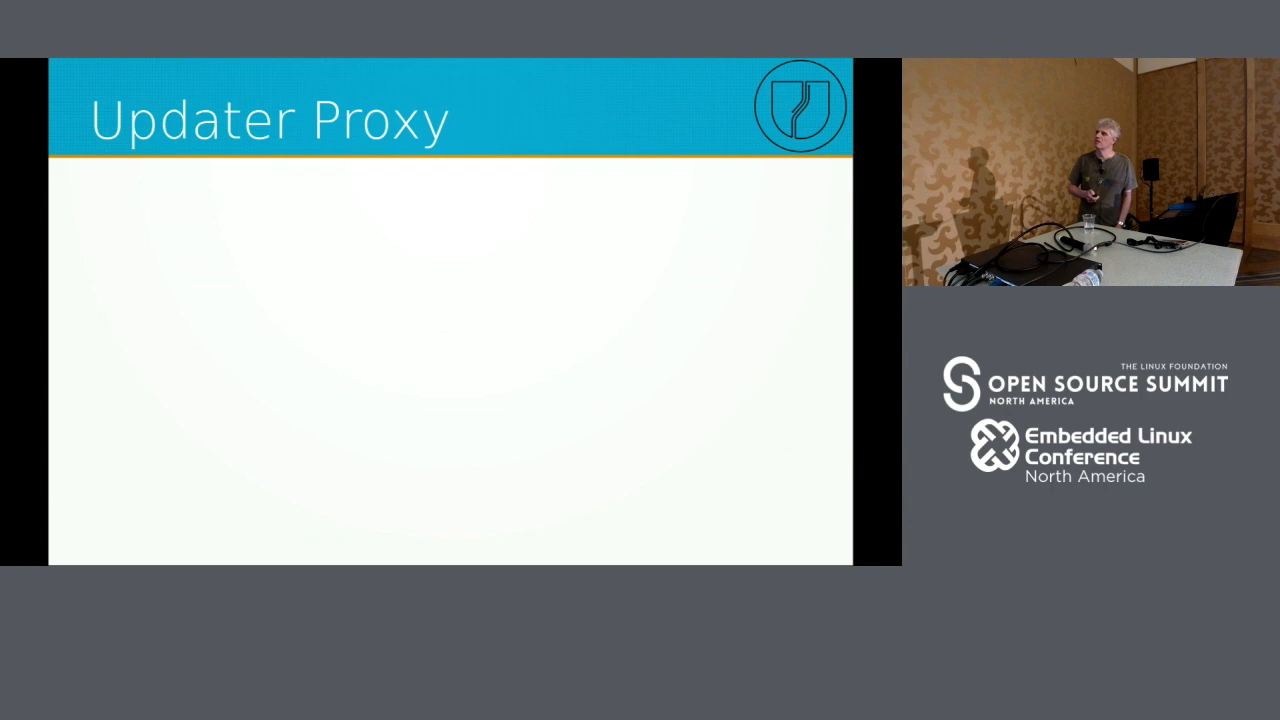 Updater Proxy
THE LINUX FOUNDATION
OPEN SOURCE SUMMIT
NORTH AMERICA
Embedded Linux
Conference
North America